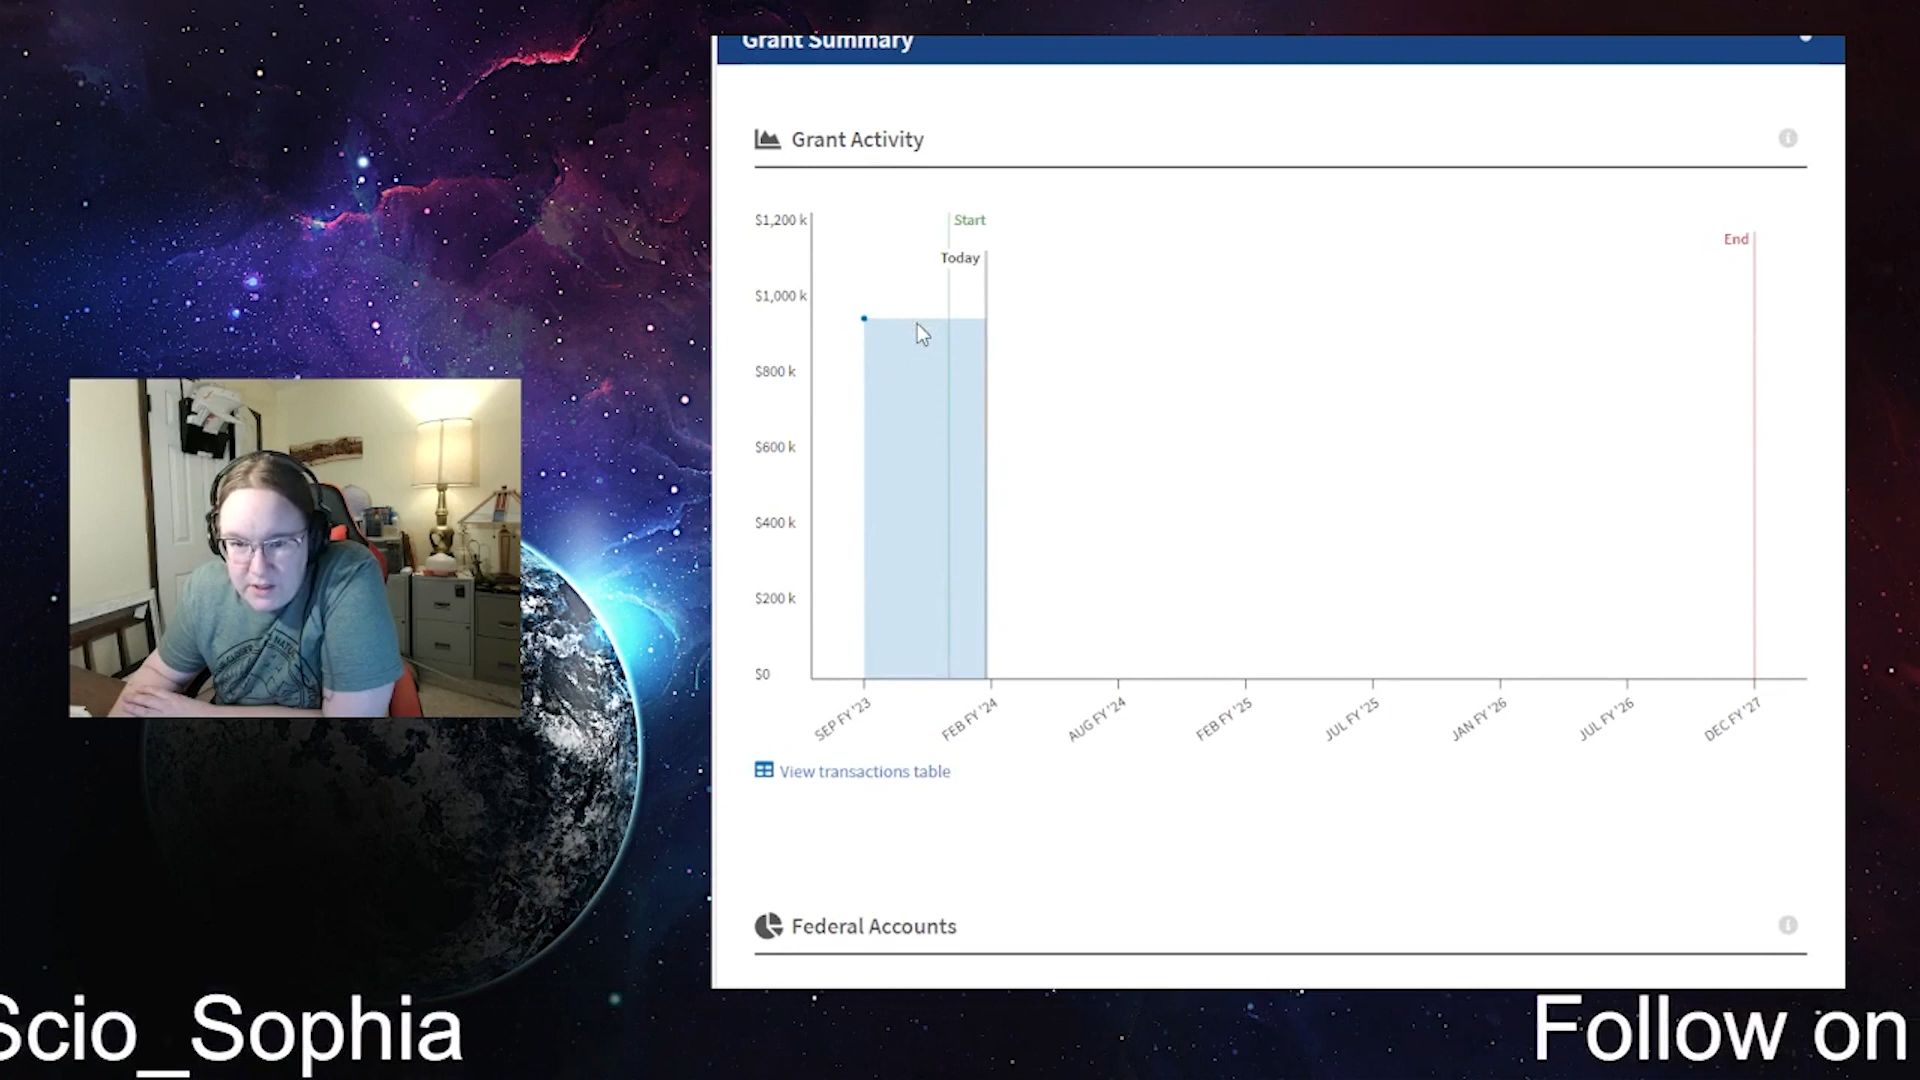 Grant Summary
Grant Activity
$1,200 k
Start
End
Today
$1,000 k
$800 k
$600 k
$400 k
$200 k
$0
SEP FY '23
FEB FY '24
AUG FY '24
FEB FY '25
JUL FY '25
JAN FY '26
JUL FY '26
DEC FY '27
View transactions table
Federal Accounts
Scio_Sophia
Follow on